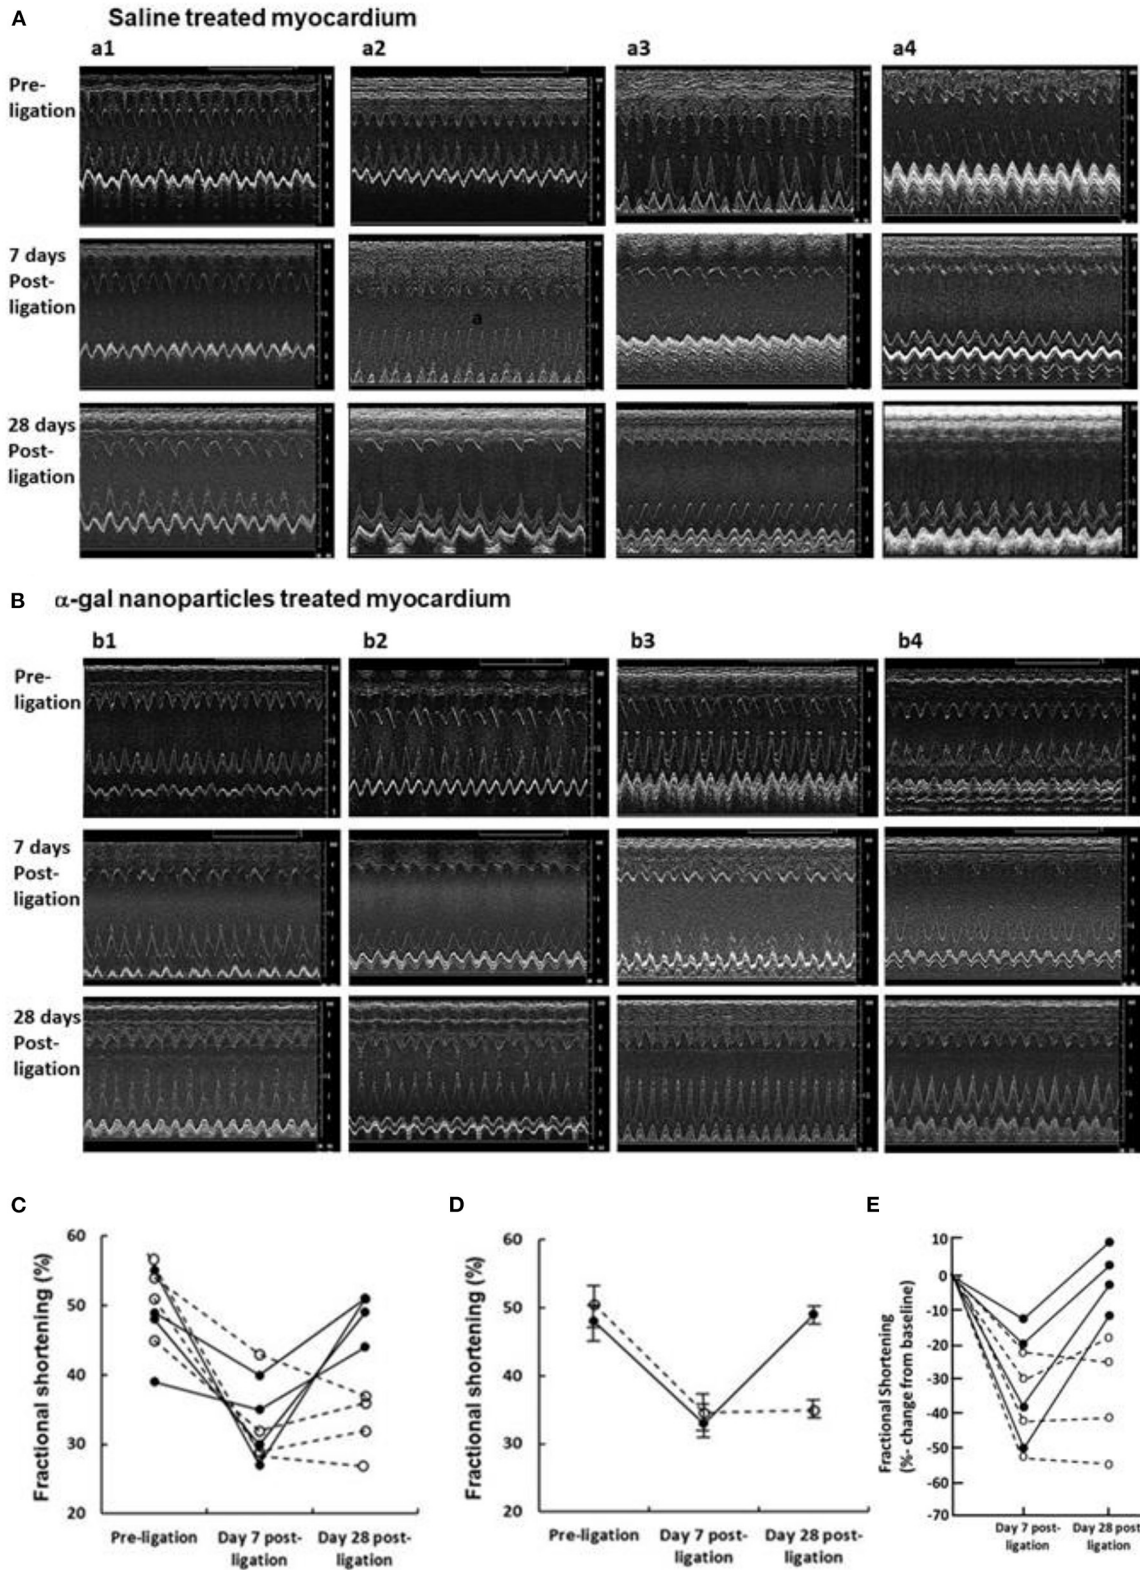 A
Saline treated myocardium
a1
a2
a3
a4
Pre-
ligation
7 days
Post-
ligation
a
28 days
Post-
ligation
B
α-gal nanoparticles treated myocardium
b1
b2
b3
b4
Pre-
ligation
7 days
Post-
ligation
28 days
Post-
ligation
C
Fractional shortening (%)
60
50
40
30
20
Pre-ligation
Day 7 post-
ligation
Day 28 post-
ligation
D
Fractional shortening (%)
60
50
40
30
20
Pre-ligation
Day 7 post-
ligation
Day 28 post-
ligation
E
Fractional Shortening
(%- change from baseline)
10
0
-10
-20
-30
-40
-50
-60
-70
Day 7 post-
ligation
Day 28 post-
ligation